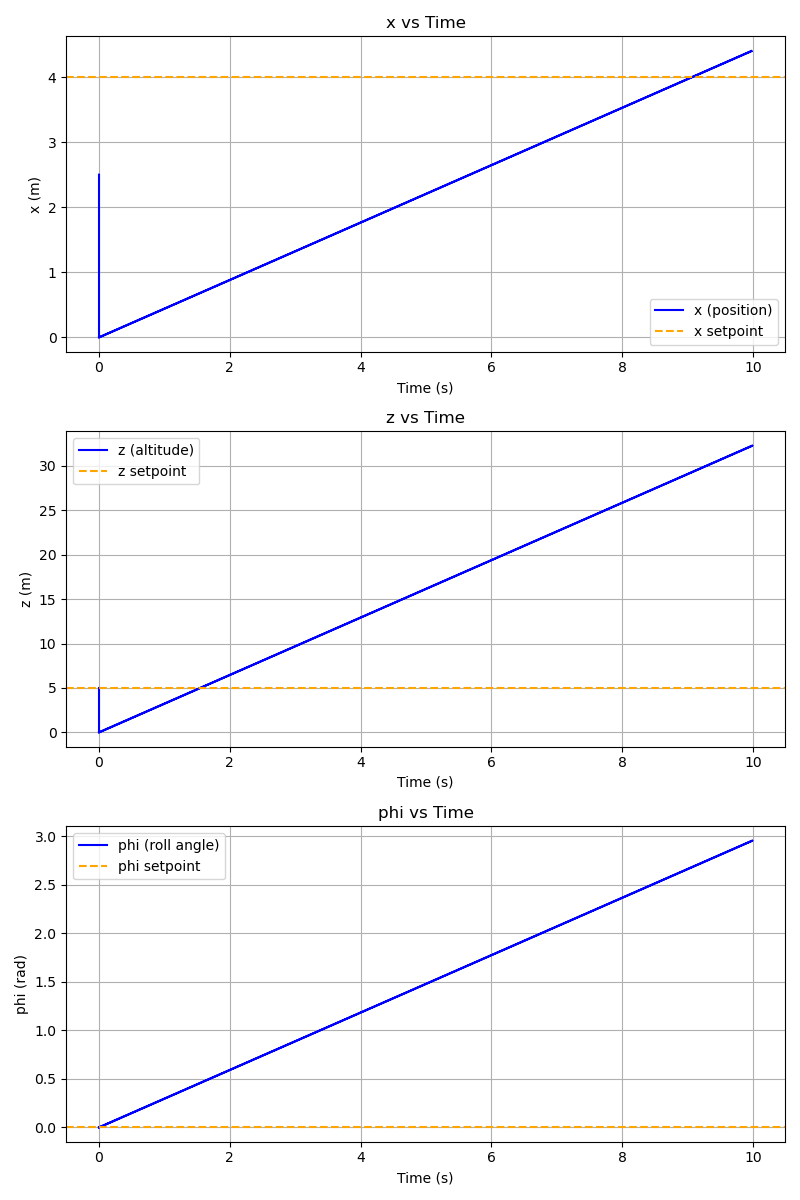 x vs Time
4
3
2
1
0
x (m)
x (position)
x setpoint
0 2 4 6 8 10
Time (s)
z vs Time
z (altitude)
z setpoint
30
25
20
15
10
5
0
z (m)
0 2 4 6 8 10
Time (s)
phi vs Time
phi (roll angle)
phi setpoint
3.0
2.5
2.0
1.5
1.0
0.5
0.0
phi (rad)
0 2 4 6 8 10
Time (s)